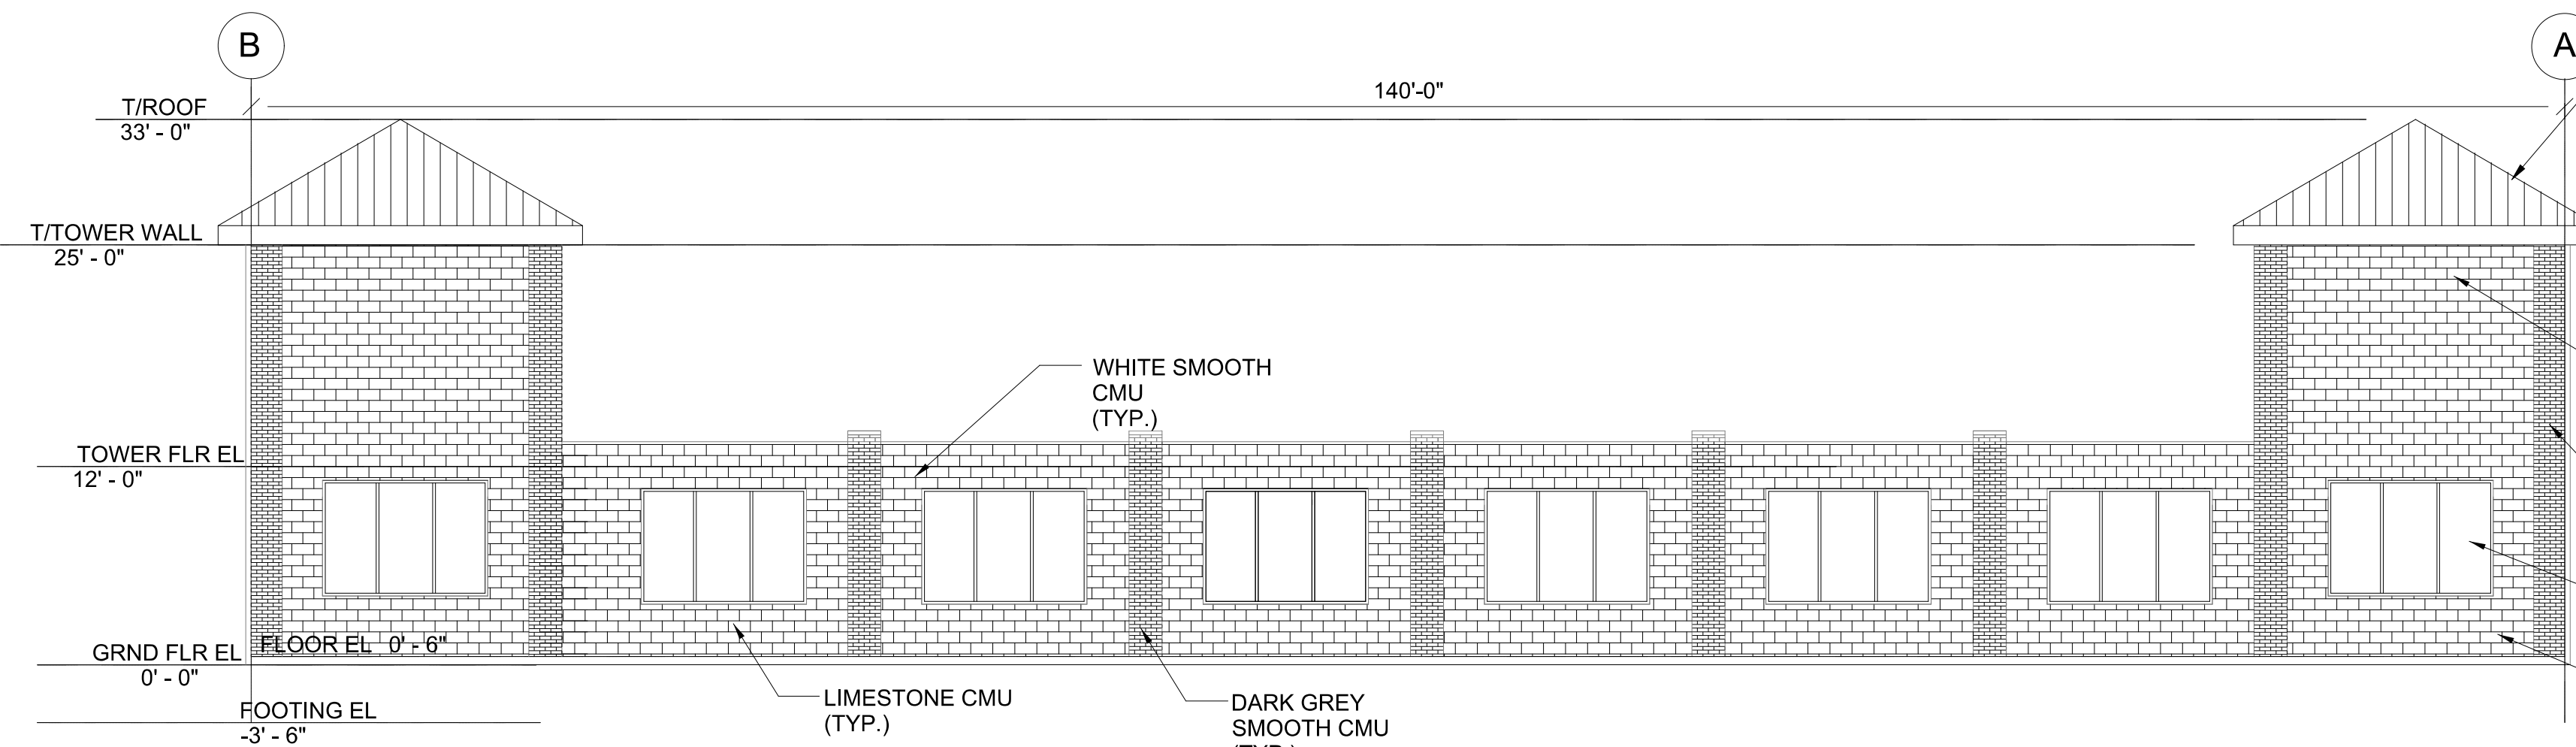 B
A
140'-0"
T/ROOF
33' - 0"
T/TOWER WALL
25' - 0"
WHITE SMOOTH
CMU
(TYP.)
TOWER FLR EL
12' - 0"
FLOOR EL 0' - 6"
GRND FLR EL
0' - 0"
LIMESTONE CMU
(TYP.)
DARK GREY
SMOOTH CMU
(TYP.)
FOOTING EL
-3' - 6"